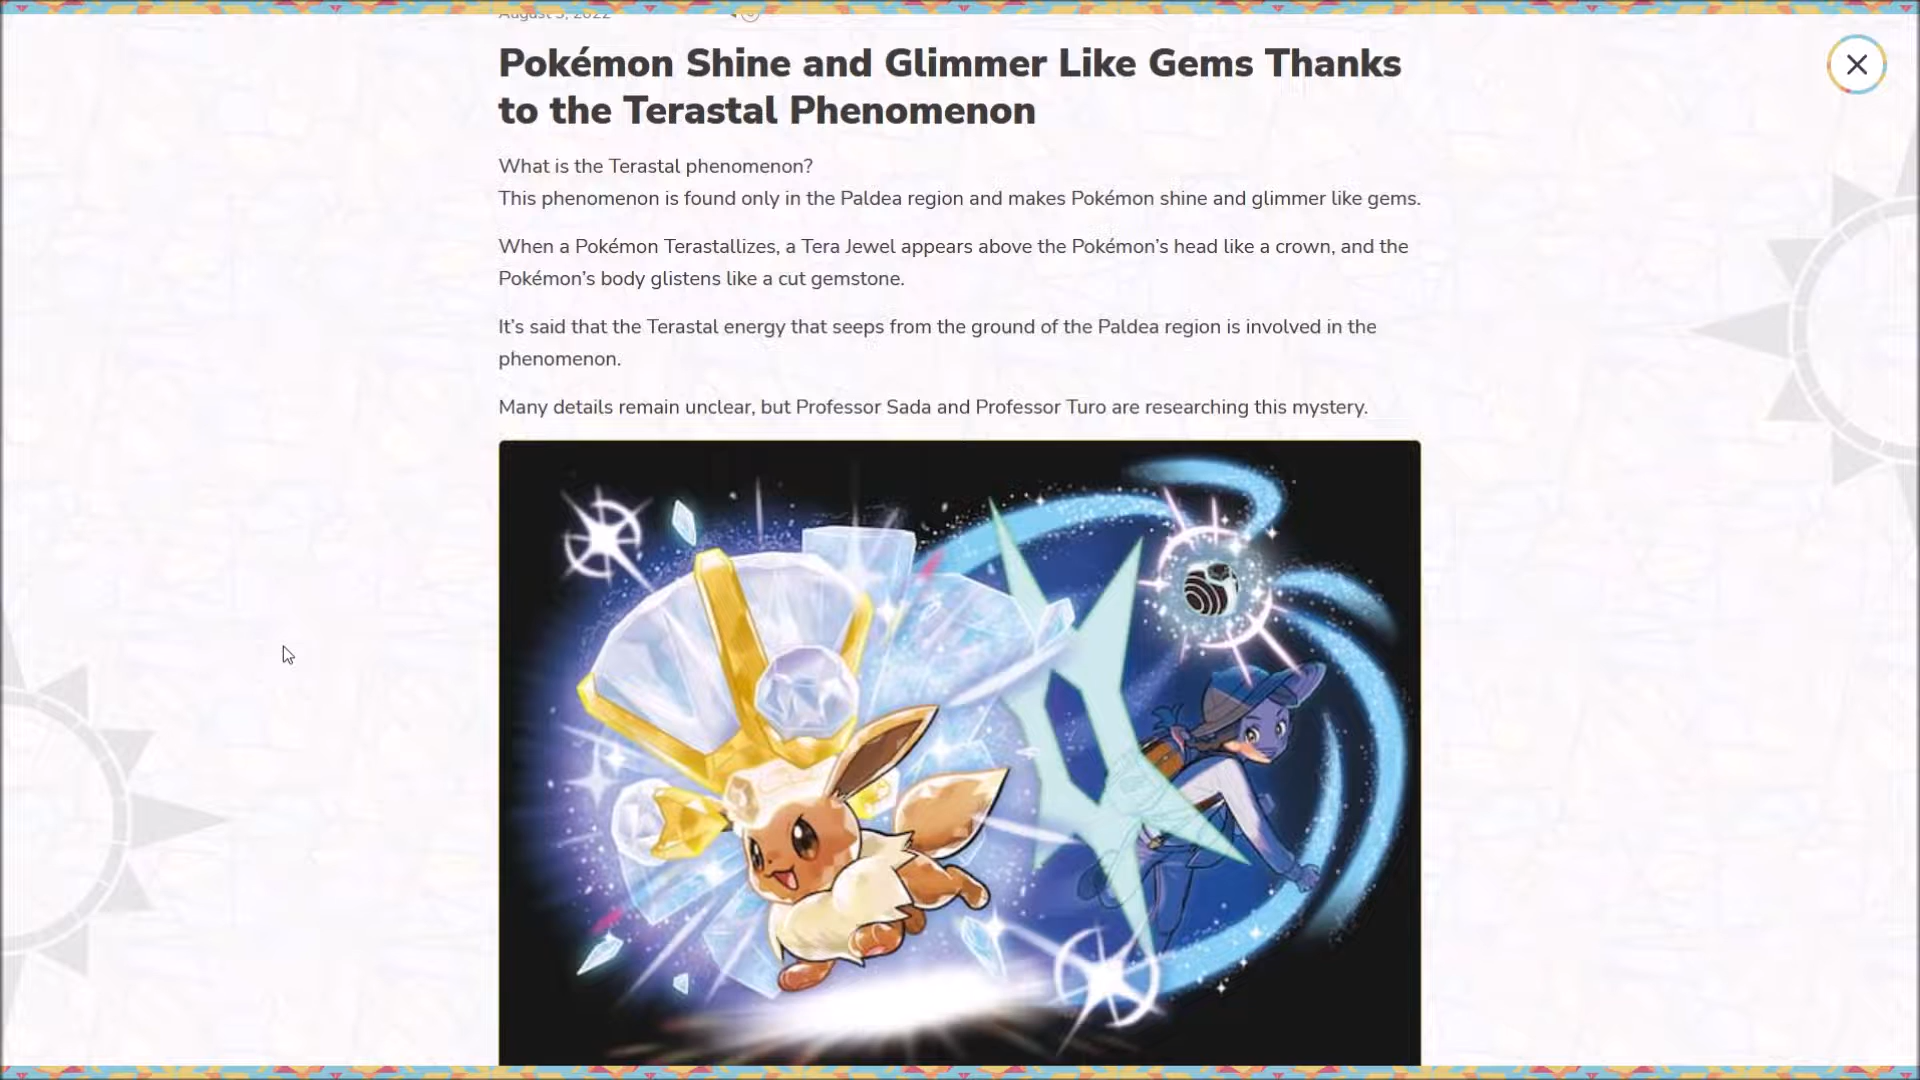 August 3, 2022
Pokémon Shine and Glimmer Like Gems Thanks
to the Terastal Phenomenon
What is the Terastal phenomenon?
This phenomenon is found only in the Paldea region and makes Pokémon shine and glimmer like gems.
When a Pokémon Terastallizes, a Tera Jewel appears above the Pokémon’s head like a crown, and the
Pokémon’s body glistens like a cut gemstone.
It’s said that the Terastal energy that seeps from the ground of the Paldea region is involved in the
phenomenon.
Many details remain unclear, but Professor Sada and Professor Turo are researching this mystery.